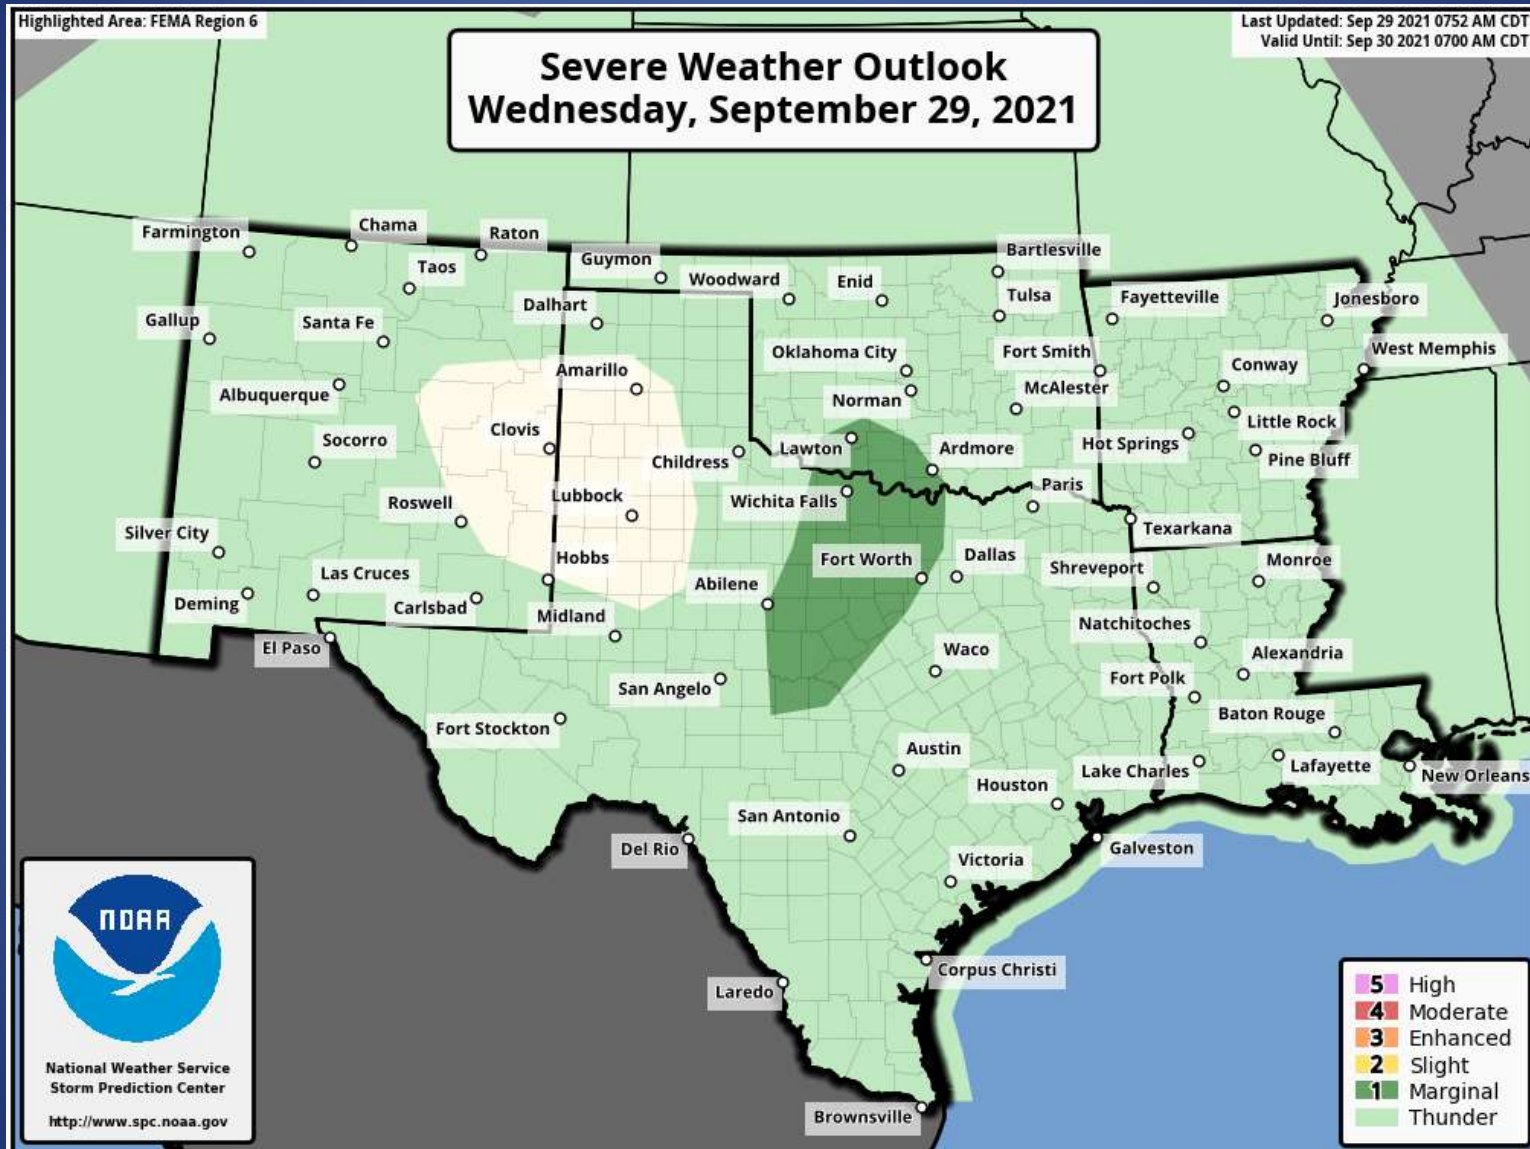 Highlighted Area: FEMA Region 6
Last Updated: Sep 29 2021 0752 AM CDT
Valid Until: Sep 30 2021 0700 AM CDT
Severe Weather Outlook
Wednesday, September 29, 2021
Farmington
Chama
Raton
Taos
Guymon
Woodward
Enid
Bartlesville
Tulsa
Fayetteville
Jonesboro
Gallup
Santa Fe
Dalhart
Oklahoma City
Fort Smith
West Memphis
Amarillo
Conway
Albuquerque
Norman
McAlester
Little Rock
Socorro
Clovis
Childress
Lawton
Ardmore
Hot Springs
Pine Bluff
Roswell
Lubbock
Wichita Falls
Paris
Texarkana
Silver City
Hobbs
Fort Worth
Dallas
Shreveport
Monroe
Las Cruces
Deming
Carlsbad
Midland
Abilene
Natchitoches
El Paso
Waco
Alexandria
San Angelo
Fort Polk
Fort Stockton
Baton Rouge
Austin
Lake Charles
Lafayette
New Orleans
Houston
San Antonio
Del Rio
Galveston
Victoria
Corpus Christi
Laredo
Brownsville
NOAA
National Weather Service
Storm Prediction Center
http://www.spc.noaa.gov
5 High
4 Moderate
3 Enhanced
2 Slight
1 Marginal
Thunder